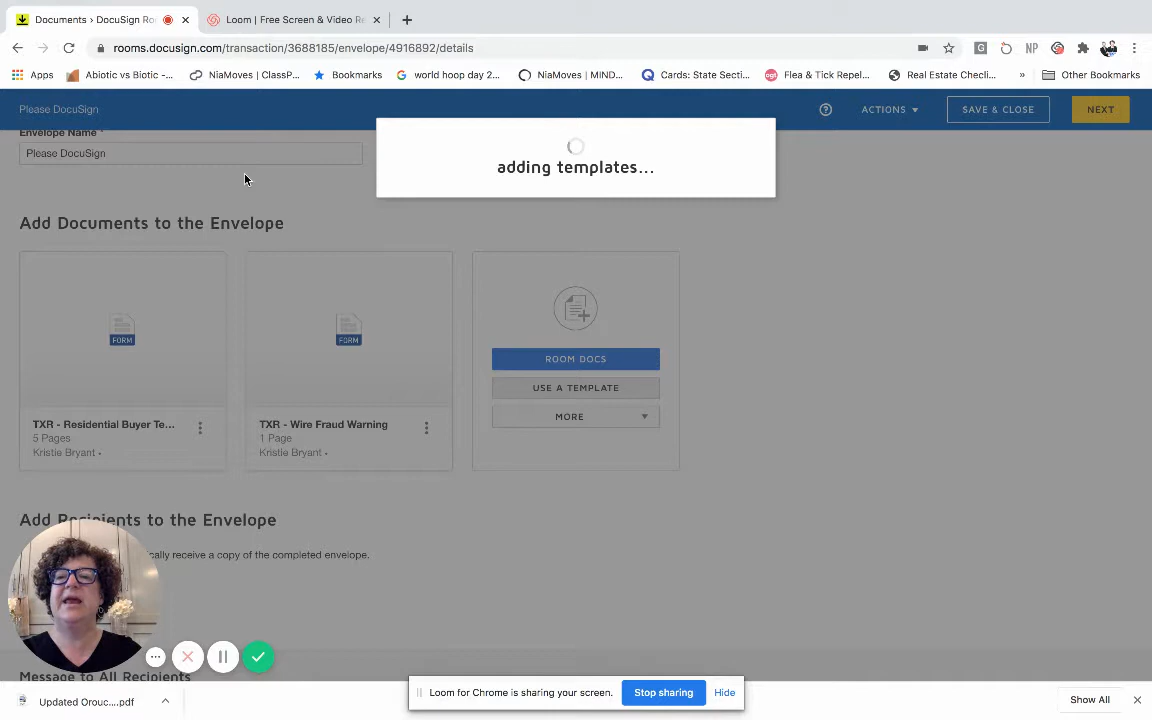 Documents › DocuSign Ro
Loom | Free Screen & Video Re
rooms.docusign.com/transaction/3688185/envelope/4916892/details
Apps
Abiotic vs Biotic -...
NiaMoves | ClassP...
Bookmarks
world hoop day 2...
NiaMoves | MIND...
Cards: State Secti...
Flea & Tick Repel...
Real Estate Checli...
»
Other Bookmarks
Please DocuSign
ACTIONS
SAVE & CLOSE
NEXT
Envelope Name *
Please DocuSign
adding templates...
Add Documents to the Envelope
FORM
FORM
ROOM DOCS
USE A TEMPLATE
MORE
TXR - Residential Buyer Te...
5 Pages
Kristie Bryant
TXR - Wire Fraud Warning
1 Page
Kristie Bryant
Add Recipients to the Envelope
ically receive a copy of the completed envelope.
Message to All Recipients
Loom for Chrome is sharing your screen.
Stop sharing
Hide
Updated Orouc....pdf
Show All